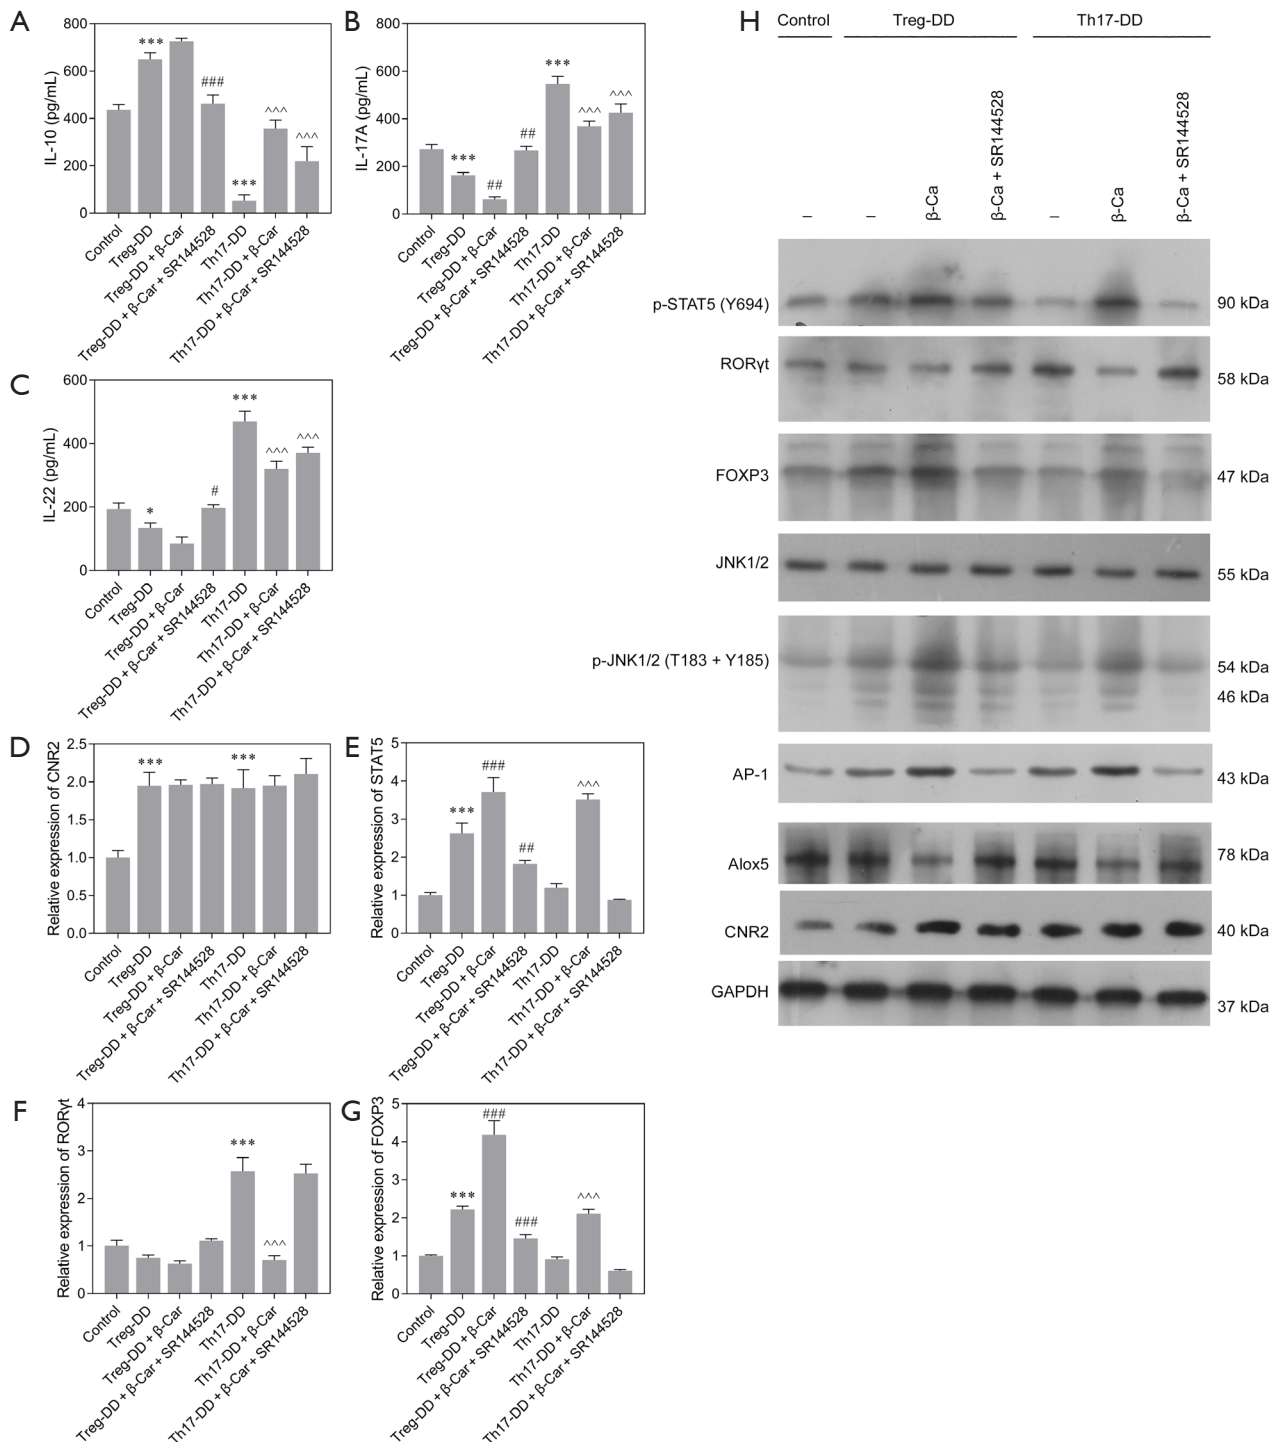 A
IL-10 (pg/mL)
800
600
400
200
0
***
###
***
^^^
^^^
Control
Treg-DD
Treg-DD + β-Car
Treg-DD + β-Car + SR144528
Th17-DD
Th17-DD + β-Car
Th17-DD + β-Car + SR144528
B
IL-17A (pg/mL)
800
600
400
200
0
***
##
##
***
^^^
^^^
Control
Treg-DD
Treg-DD + β-Car
Treg-DD + β-Car + SR144528
Th17-DD
Th17-DD + β-Car
Th17-DD + β-Car + SR144528
C
IL-22 (pg/mL)
600
400
200
0
*
#
***
^^^
^^^
Control
Treg-DD
Treg-DD + β-Car
Treg-DD + β-Car + SR144528
Th17-DD
Th17-DD + β-Car
Th17-DD + β-Car + SR144528
D
Relative expression of CNR2
2.5
2.0
1.5
1.0
0.5
0.0
***
***
Control
Treg-DD
Treg-DD + β-Car
Treg-DD + β-Car + SR144528
Th17-DD
Th17-DD + β-Car
Th17-DD + β-Car + SR144528
E
Relative expression of STAT5
5
4
3
2
1
0
***
###
##
^^^
Control
Treg-DD
Treg-DD + β-Car
Treg-DD + β-Car + SR144528
Th17-DD
Th17-DD + β-Car
Th17-DD + β-Car + SR144528
F
Relative expression of RORγt
4
3
2
1
0
***
^^^
Control
Treg-DD
Treg-DD + β-Car
Treg-DD + β-Car + SR144528
Th17-DD
Th17-DD + β-Car
Th17-DD + β-Car + SR144528
G
Relative expression of FOXP3
5
4
3
2
1
0
***
###
###
^^^
Control
Treg-DD
Treg-DD + β-Car
Treg-DD + β-Car + SR144528
Th17-DD
Th17-DD + β-Car
Th17-DD + β-Car + SR144528
H
Control Treg-DD Th17-DD
– – β-Ca β-Ca + SR144528 – β-Ca β-Ca + SR144528
p-STAT5 (Y694) 90 kDa
RORγt 58 kDa
FOXP3 47 kDa
JNK1/2 55 kDa
p-JNK1/2 (T183 + Y185) 54 kDa
46 kDa
AP-1 43 kDa
Alox5 78 kDa
CNR2 40 kDa
GAPDH 37 kDa